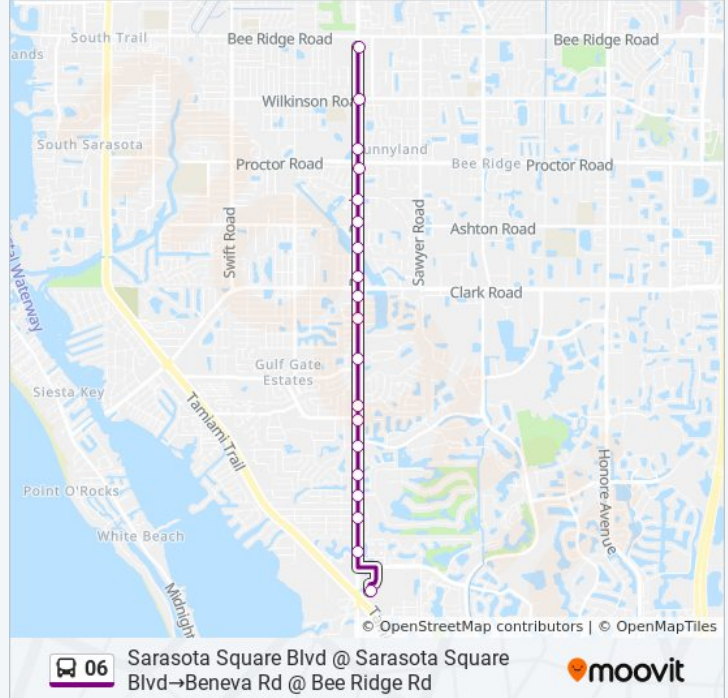 South Trail
Bee Ridge Road
Bee Ridge Road
ands
Wilkinson Roa
South Sarasota
unnyland
Proctor Road
Bee Ridge
Proctor Road
Swift Road
Sawyer Road
Ashton Road
tal Waterway
Clark Road
Gulf Gate
Estates
Siesta Key
Tamiami Trail
Honore Avenue
Point O'Rocks
White Beach
Midnigh
T
© OpenStreetMap contributors | © OpenMapTiles
06
Sarasota Square Blvd @ Sarasota Square
Blvd→Beneva Rd @ Bee Ridge Rd
moovit